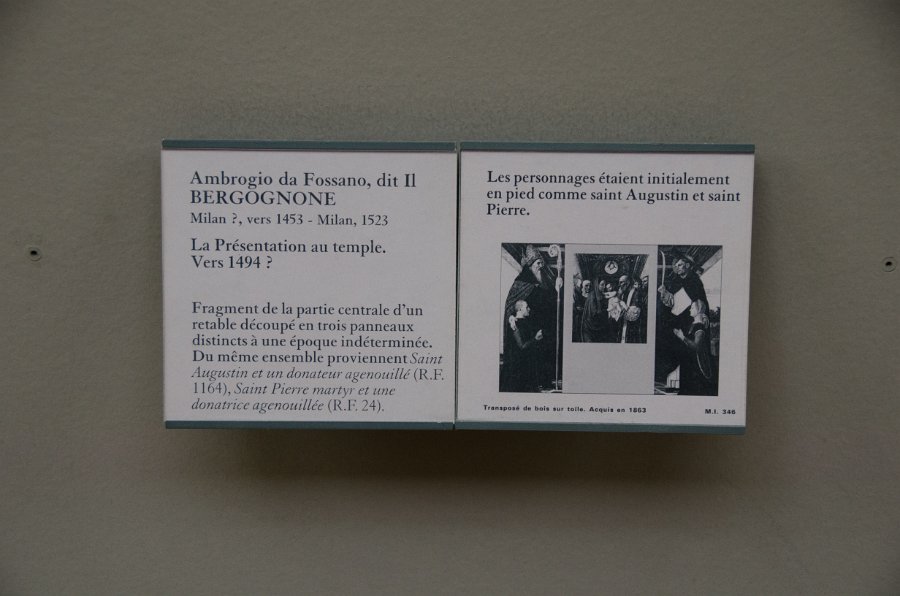 Ambrogio da Fossano, dit Il
BERGOGNONE
Milan ?, vers 1453 - Milan, 1523
La Présentation au temple.
Vers 1494 ?
Fragment de la partie centrale d'un
retable découpé en trois panneaux
distincts à une époque indéterminée.
Du même ensemble proviennent Saint
Augustin et un donateur agenouillé (R.F.
1164), Saint Pierre martyr et une
donatrice agenouillée (R.F. 24).
Les personnages étaient initialement
en pied comme saint Augustin et saint
Pierre.
Transposé de bois sur toile. Acquis en 1863
M.I. 346